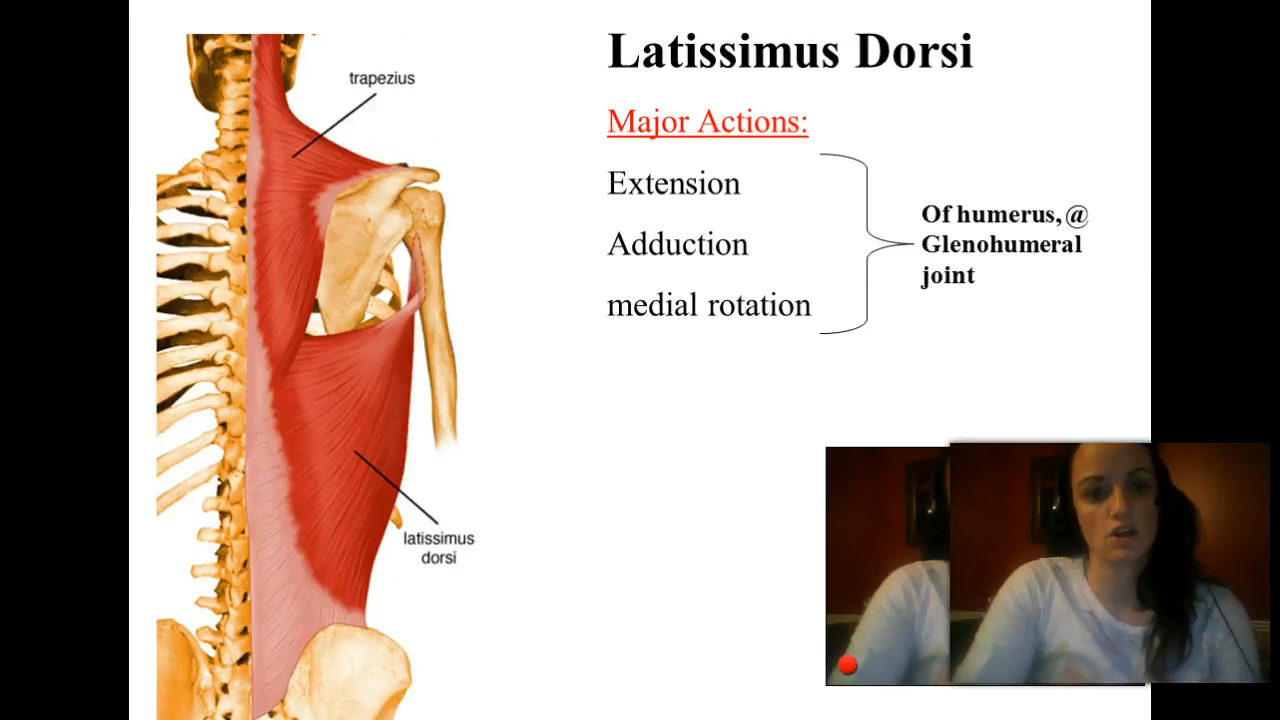 Latissimus Dorsi
trapezius
Major Actions:
Extension
Adduction
medial rotation
Of humerus, @
Glenohumeral
joint
latissimus
dorsi